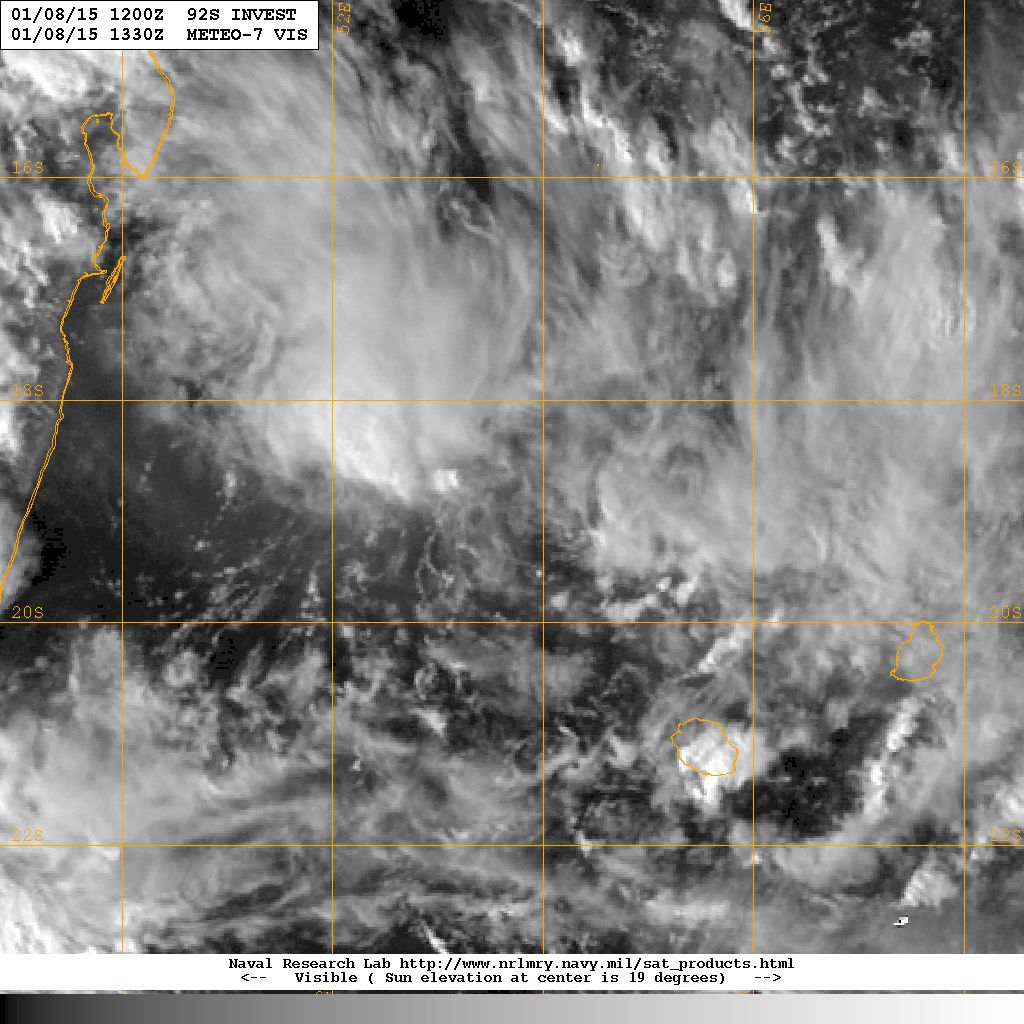 01/08/15 1200Z 92S INVEST
01/08/15 1330Z METEO-7 VIS
52E
56E
16S 16S
18S 18S
20S 20S
22S 22S
Naval Research Lab http://www.nrlmry.navy.mil/sat_products.html
<-- Visible ( Sun elevation at center is 19 degrees) -->